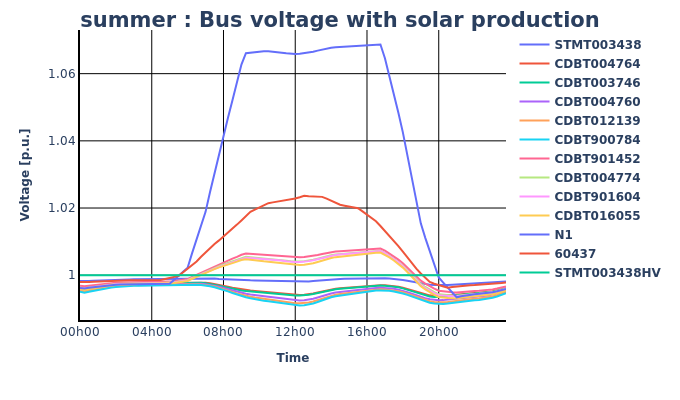 summer : Bus voltage with solar production
Voltage [p.u.]
1.06
1.04
1.02
1
00h00
04h00
08h00
12h00
16h00
20h00
Time
STMT003438
CDBT004764
CDBT003746
CDBT004760
CDBT012139
CDBT900784
CDBT901452
CDBT004774
CDBT901604
CDBT016055
N1
60437
STMT003438HV